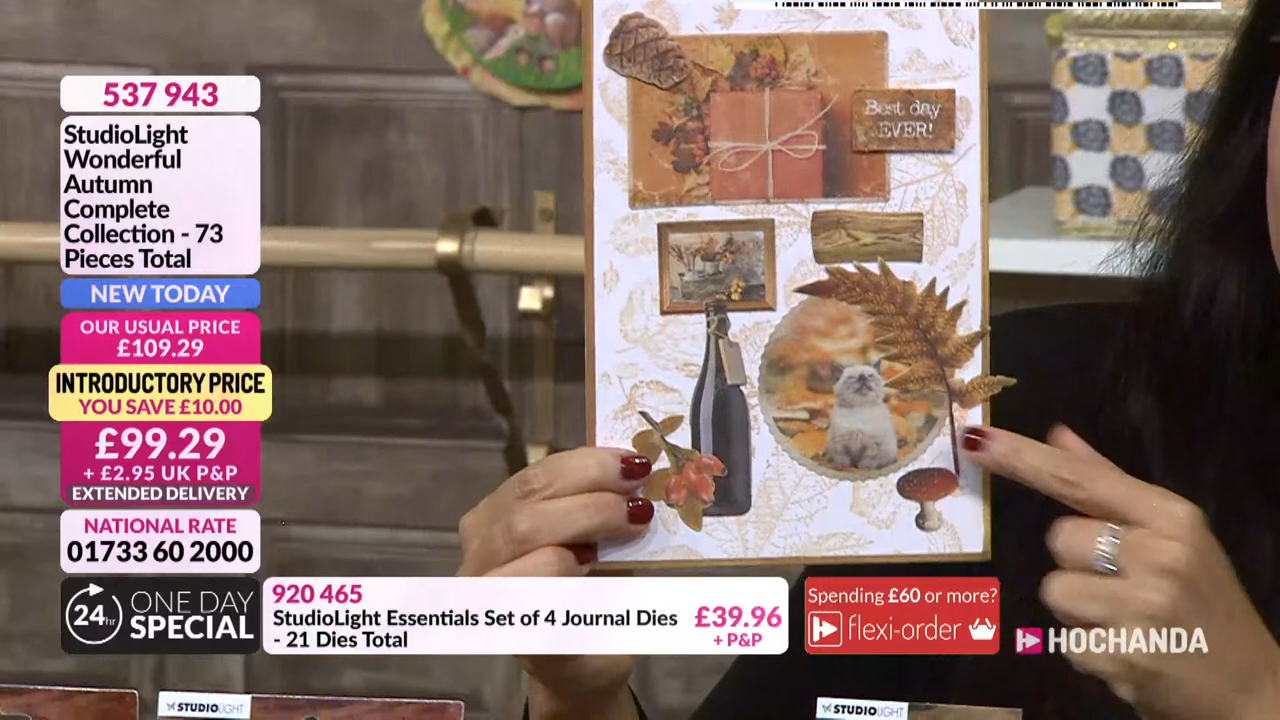 537 943
StudioLight
Wonderful
Autumn
Complete
Collection - 73
Pieces Total
NEW TODAY
OUR USUAL PRICE
£109.29
INTRODUCTORY PRICE
YOU SAVE £10.00
£99.29
+ £2.95 UK P&P
EXTENDED DELIVERY
NATIONAL RATE
01733 60 2000
24hr
ONE DAY
SPECIAL
920 465
StudioLight Essentials Set of 4 Journal Dies
- 21 Dies Total
£39.96
+ P&P
Spending £60 or more?
flexi-order
HOCHANDA
Best day
EVER!
STUDIOLIGHT
STUDIOLIGHT